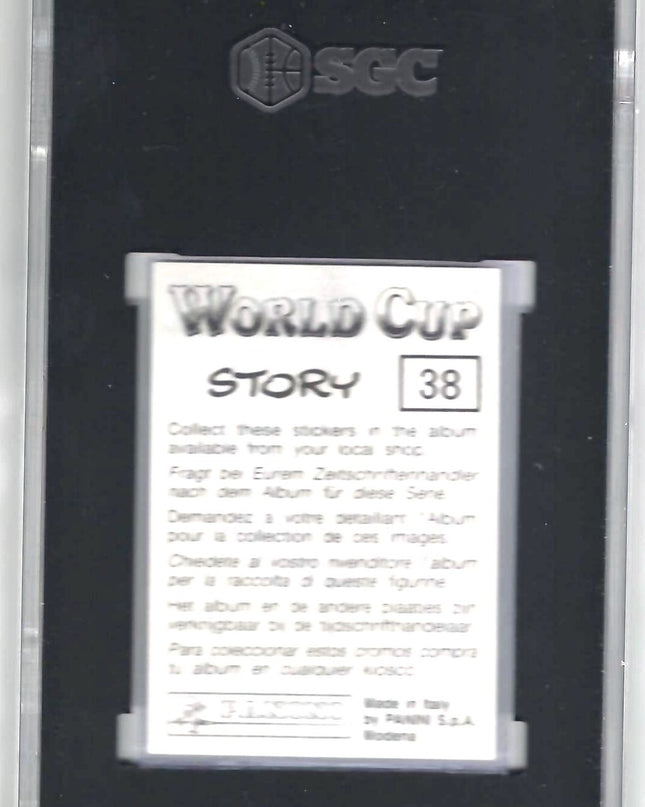 SGC
WORLD CUP
STORY 38
Collect these stickers in the album
available from your local shop.
Fragt bei Eurem Zeitschriftenhändler
nach dem Album für diese Serie.
Demandez à votre détaillant l'Album
pour la collection de ces images.
Chiedete al vostro rivenditore l'album
per la raccolta di queste figurine.
Het album en de andere plaatjes zijn
verkrijgbaar bij de tijdschrifthandelaar.
Para coleccionar estos cromos compra
tu album en cualquier kiosco.
PANINI
Made in Italy
by PANINI S.p.A.
Modena